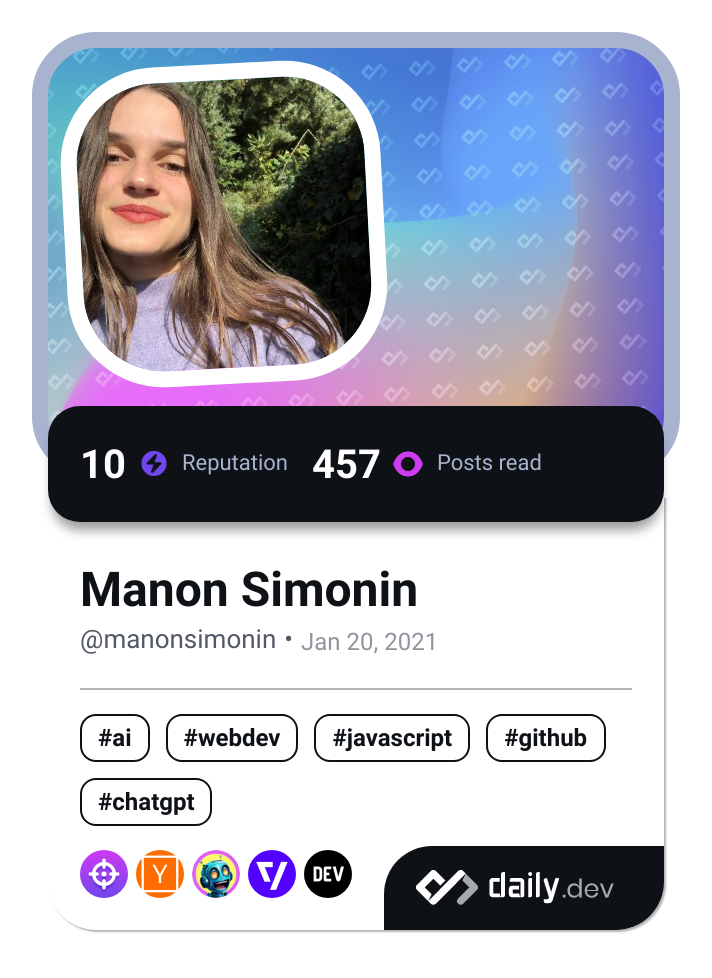 10 Reputation 457 Posts read
Manon Simonin
@manonsimonin • Jan 20, 2021
#ai #webdev #javascript #github
#chatgpt
Y DEV daily.dev